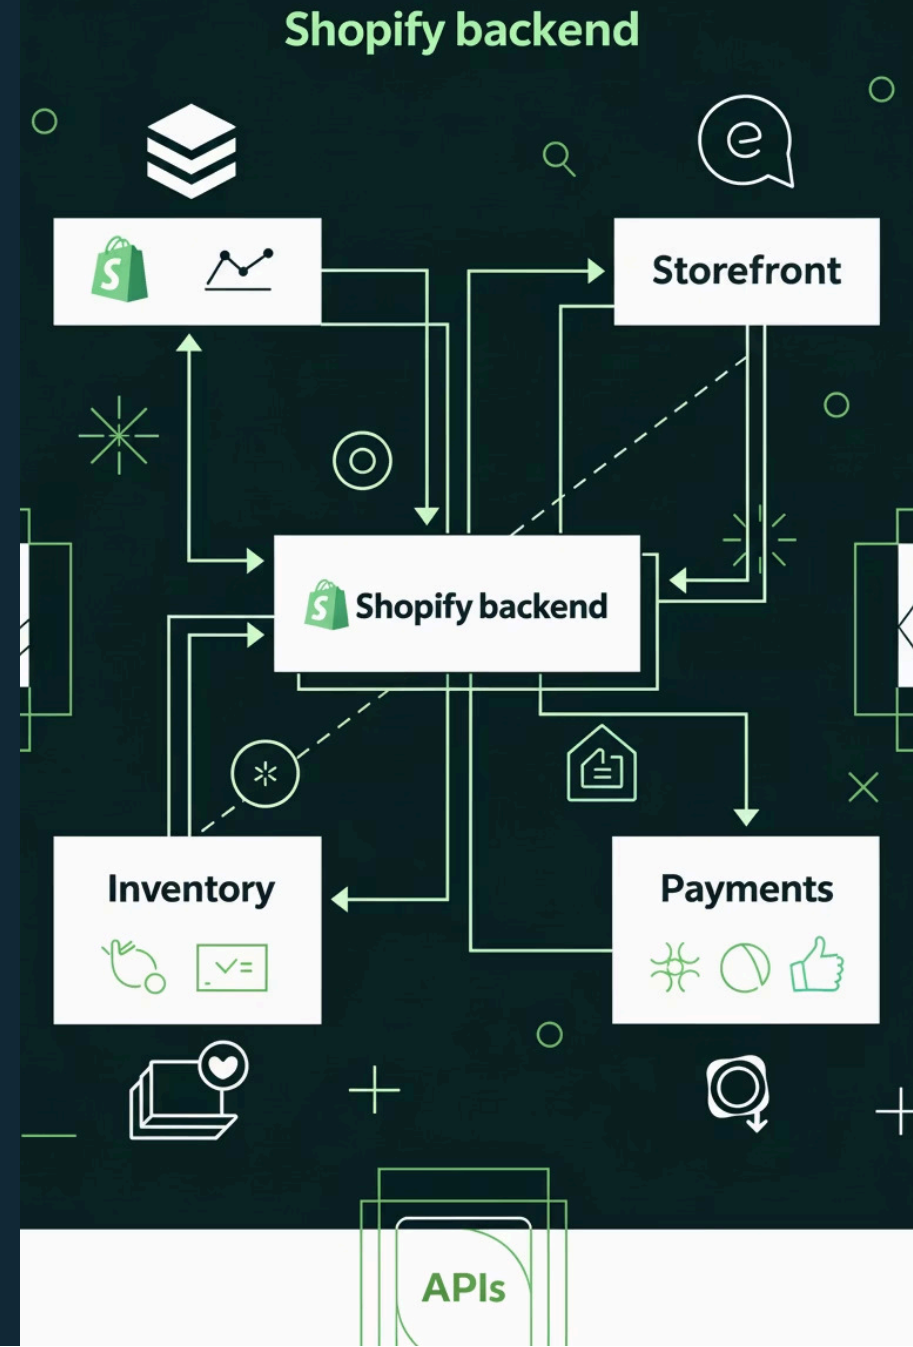 Shopify backend
Storefront
Shopify backend
Inventory
Payments
APIs